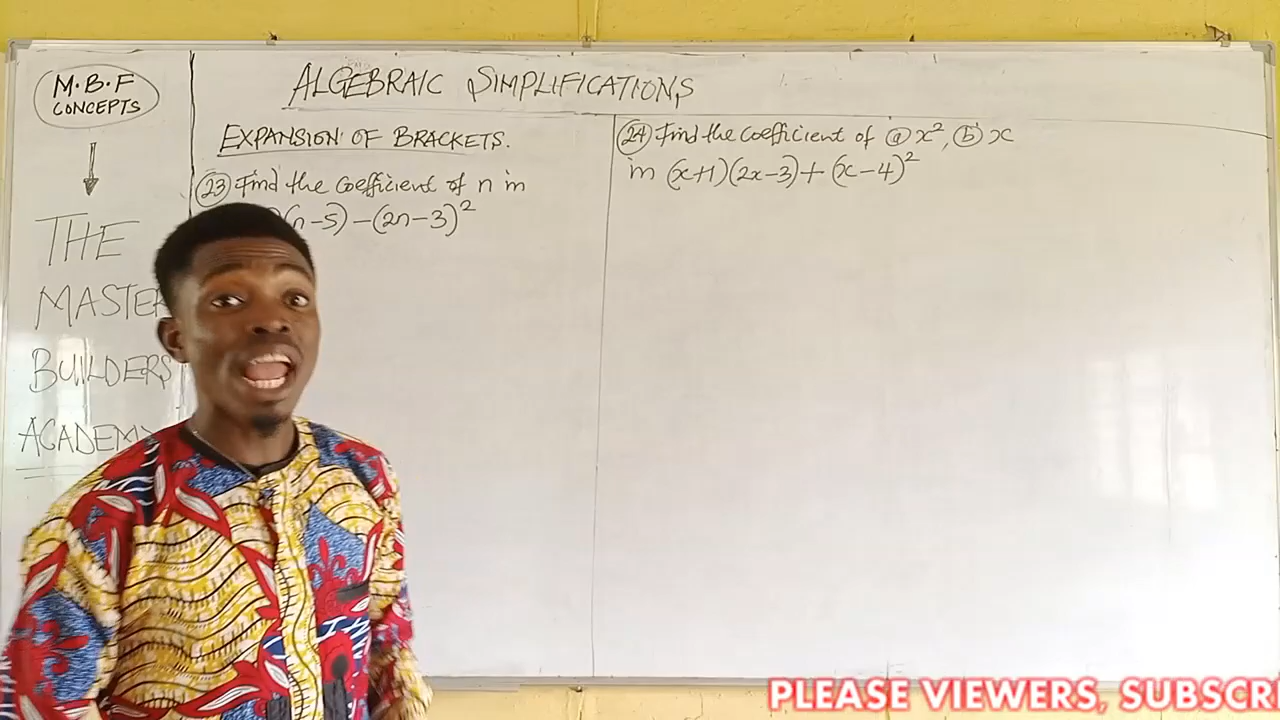 M.B.F
CONCEPTS
THE
MASTER
BUILDERS
ACADEMY
ALGEBRAIC SIMPLIFICATIONS
EXPANSION OF BRACKETS.
23 Find the coefficient of n in
(n-5)-(2n-3)²
24 Find the coefficient of ⓐ x², ⓑ x
in (x+1)(2x-3)+(x-4)²
PLEASE VIEWERS, SUBSCRI